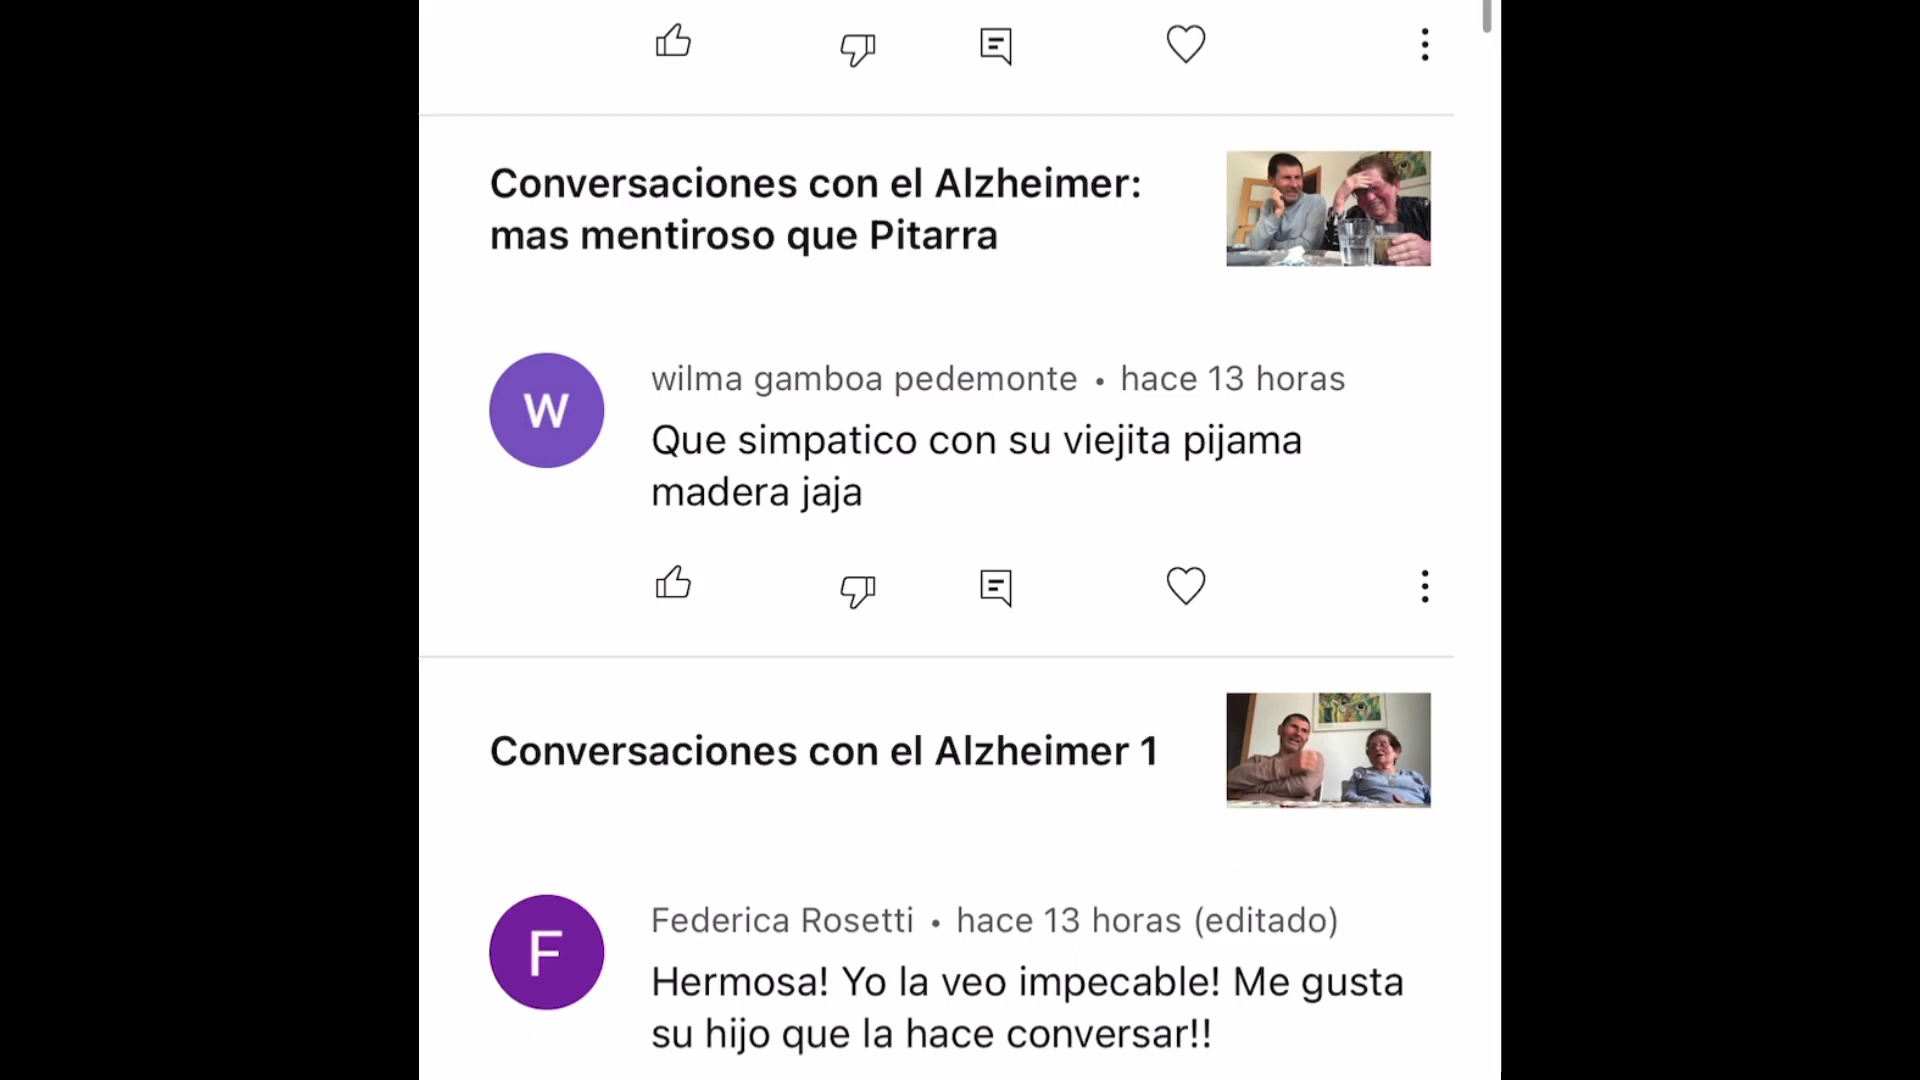 Conversaciones con el Alzheimer:
mas mentiroso que Pitarra
W
wilma gamboa pedemonte • hace 13 horas
Que simpatico con su viejita pijama
madera jaja
Conversaciones con el Alzheimer 1
F
Federica Rosetti • hace 13 horas (editado)
Hermosa! Yo la veo impecable! Me gusta
su hijo que la hace conversar!!